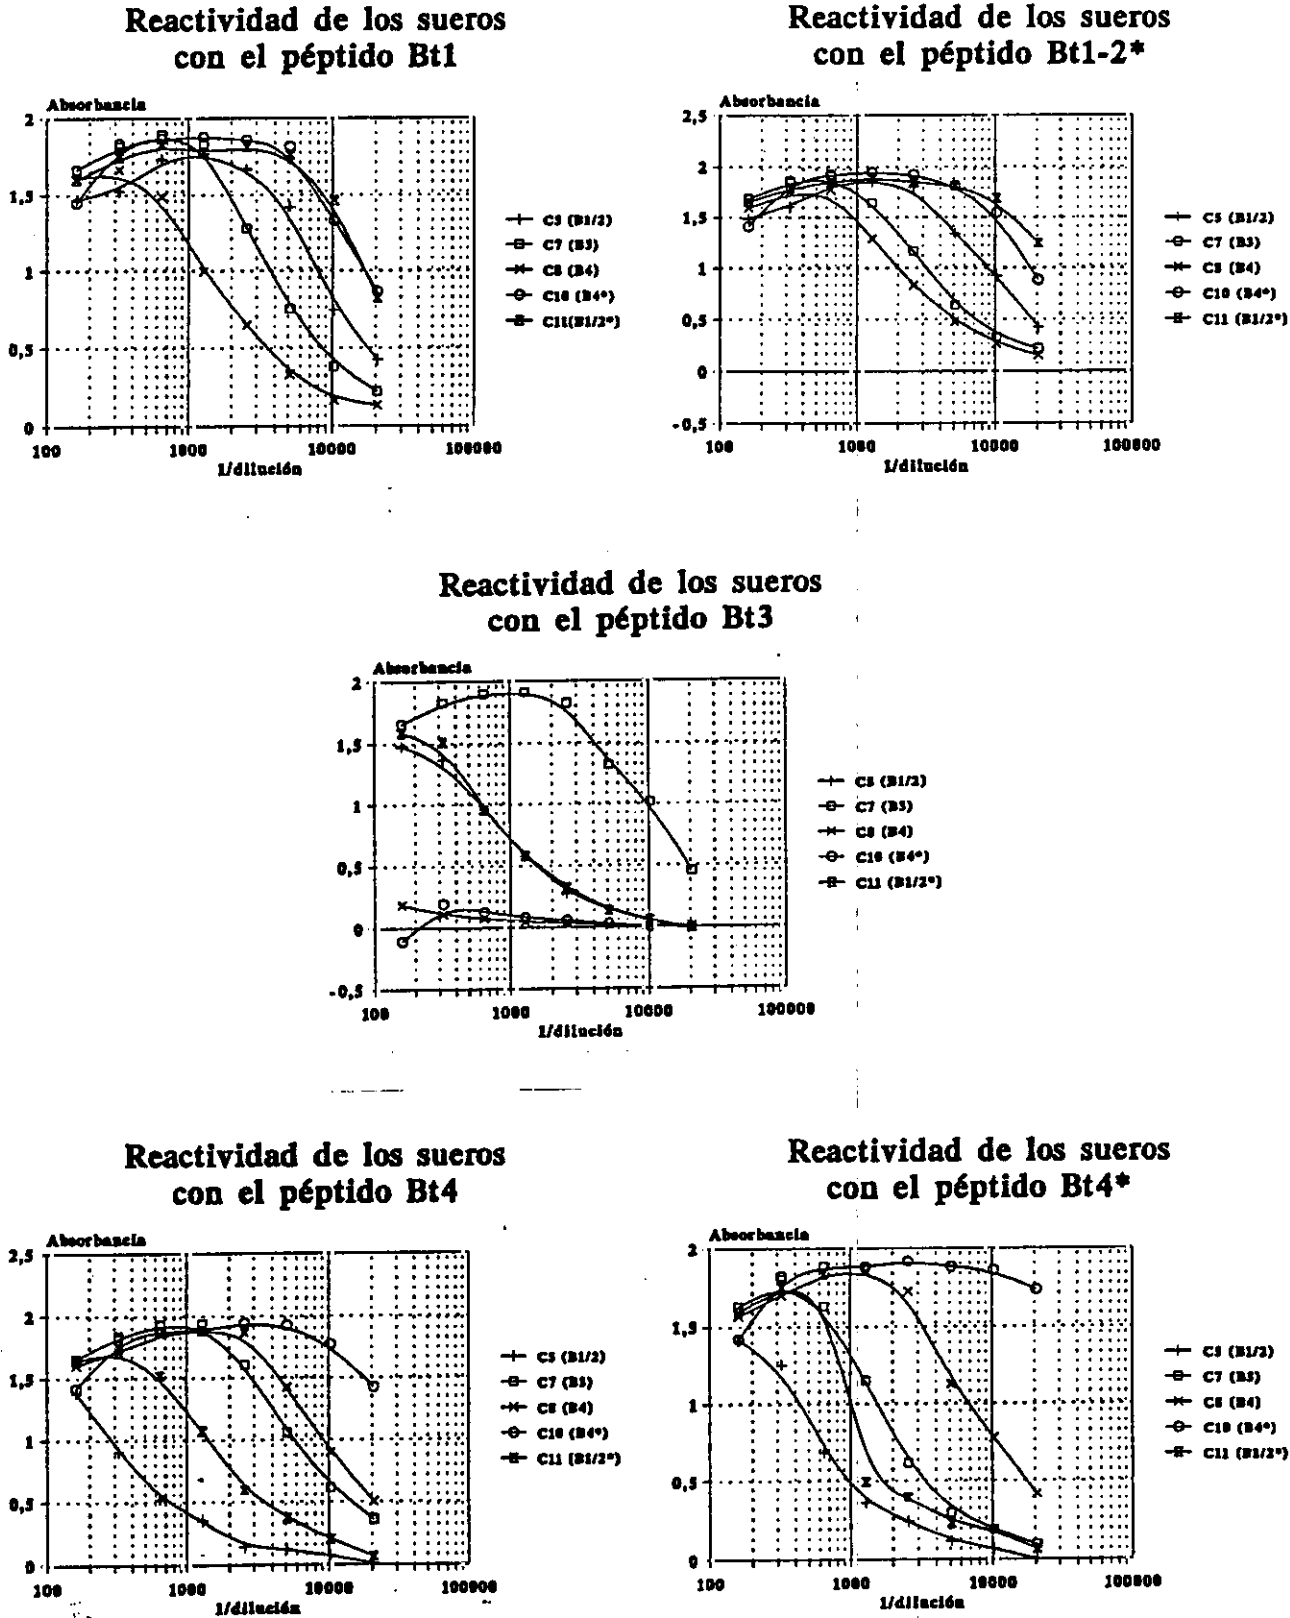 Reactividad de los sueros
con el péptido Bt1
Absorbancia
2
1,5
1
0,5
0
100
1000
10000
100000
1/dilución
C5 (B1/2)
C7 (B3)
C8 (B4)
C10 (B4*)
C11(B1/2*)
Reactividad de los sueros
con el péptido Bt1-2*
Absorbancia
2,5
2
1,5
1
0,5
0
-0,5
100
1000
10000
100000
1/dilución
C5 (B1/2)
C7 (B3)
C8 (B4)
C10 (B4*)
C11 (B1/2*)
Reactividad de los sueros
con el péptido Bt3
Absorbancia
2
1,5
1
0,5
0
-0,5
100
1000
10000
100000
1/dilución
C5 (B1/2)
C7 (B3)
C8 (B4)
C10 (B4*)
C11 (B1/2*)
Reactividad de los sueros
con el péptido Bt4
Absorbancia
2,5
2
1,5
1
0,5
0
100
1000
10000
100000
1/dilución
C5 (B1/2)
C7 (B3)
C8 (B4)
C10 (B4*)
C11 (B1/2*)
Reactividad de los sueros
con el péptido Bt4*
Absorbancia
2
1,5
1
0,5
0
100
1000
10000
100000
1/dilución
C5 (B1/2)
C7 (B3)
C8 (B4)
C10 (B4*)
C11 (B1/2*)